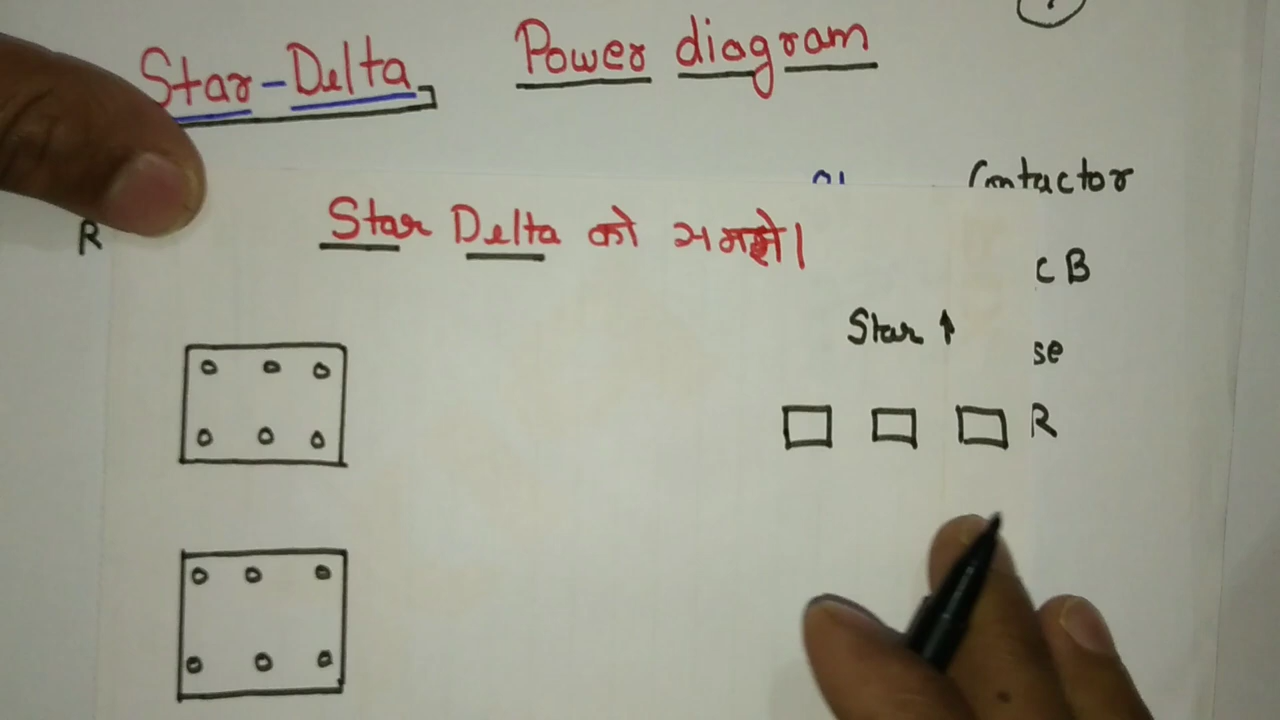 Star-Delta Power diagram
Contactor
R
Star Delta को समझे।
CB
Star
se
R